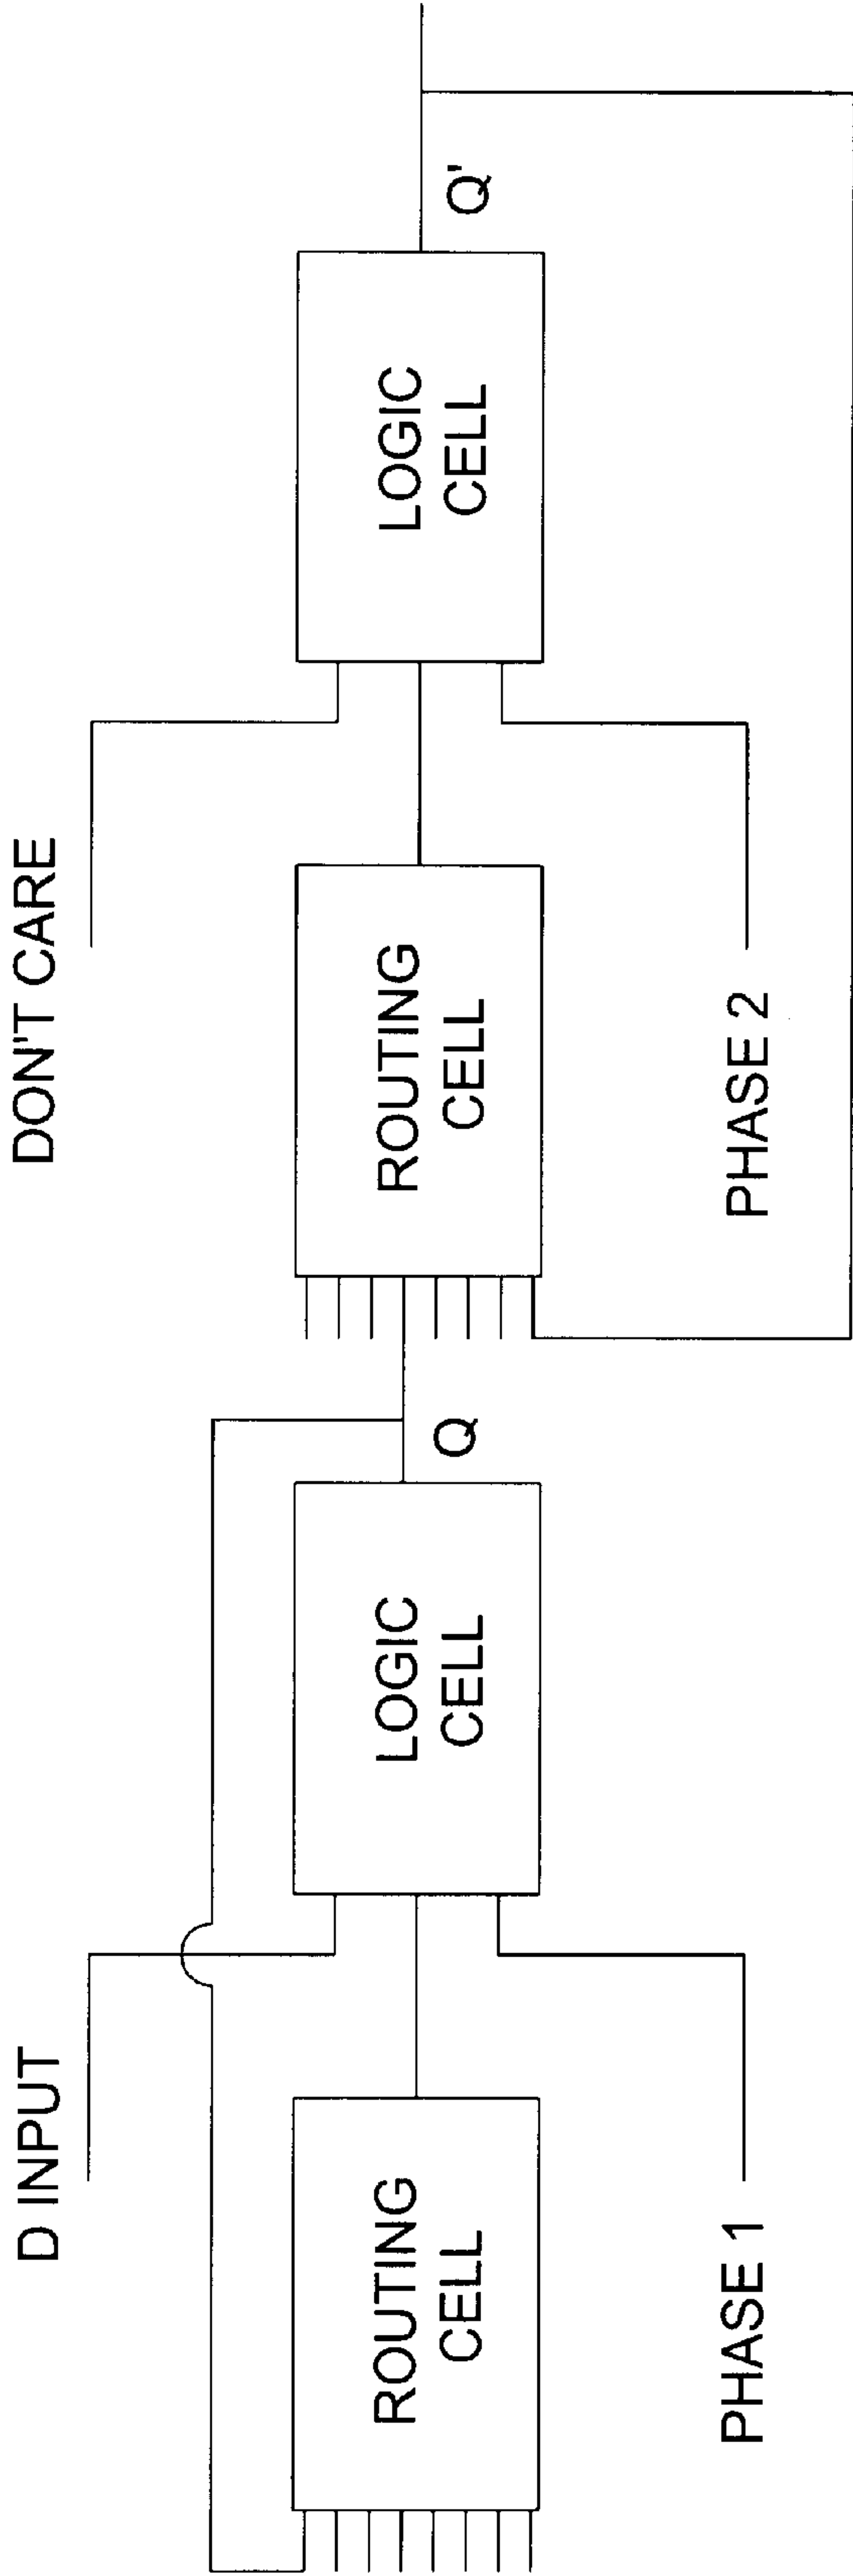 D INPUT
DON'T CARE
ROUTING
CELL
LOGIC
CELL
Q
ROUTING
CELL
LOGIC
CELL
Q'
PHASE 1
PHASE 2